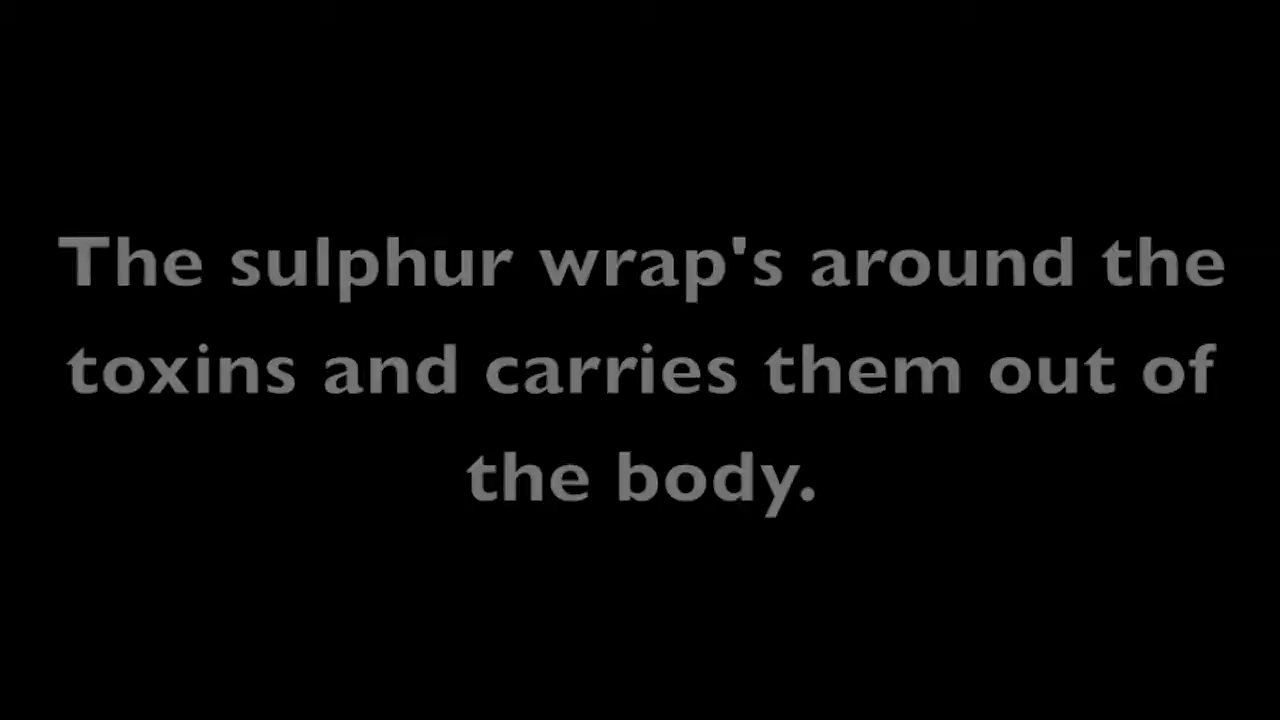 The sulphur wrap's around the
toxins and carries them out of
the body.